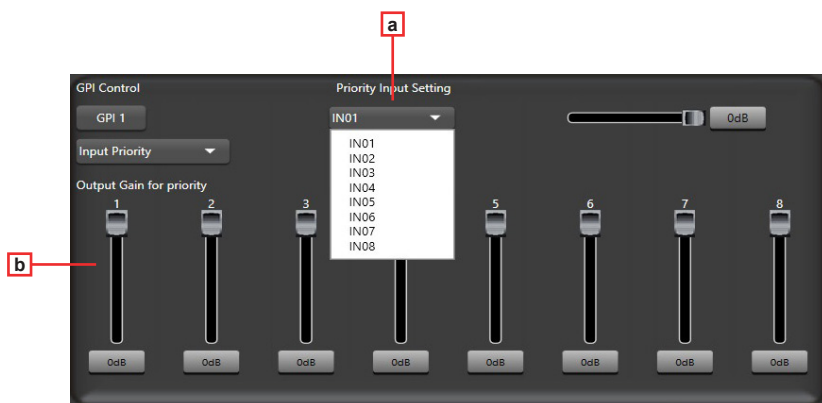 a
GPI Control
Priority Input Setting
GPI 1
IN01
0dB
Input Priority
IN01
IN02
IN03
IN04
IN05
IN06
IN07
IN08
Output Gain for priority
1 2 3 5 6 7 8
b
0dB 0dB 0dB 0dB 0dB 0dB 0dB 0dB